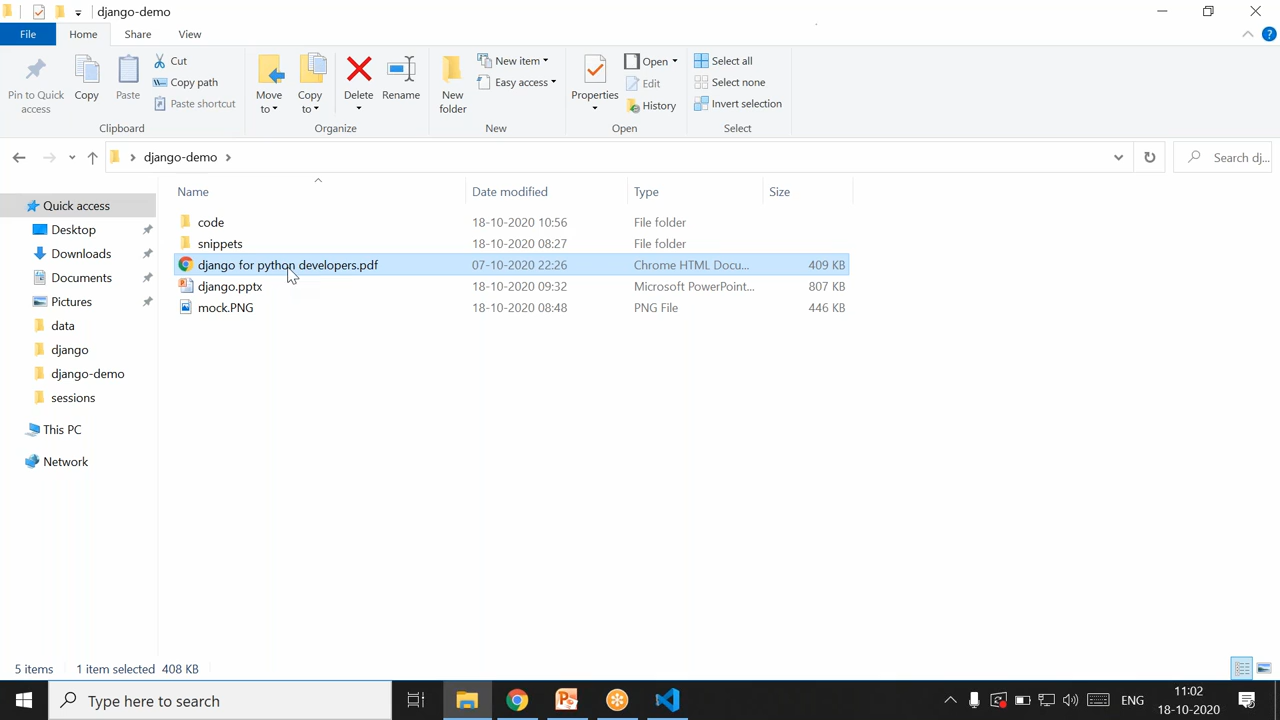 django-demo
File Home Share View
Pin to Quick access
Copy
Paste
Cut
Copy path
Paste shortcut
Clipboard
Move to
Copy to
Delete
Rename
Organize
New folder
New item
Easy access
New
Properties
Open
Edit
History
Open
Select all
Select none
Invert selection
Select
django-demo
Search dj...
Name Date modified Type Size
Quick access
Desktop
Downloads
Documents
Pictures
data
django
django-demo
sessions
This PC
Network
code 18-10-2020 10:56 File folder
snippets 18-10-2020 08:27 File folder
django for python developers.pdf 07-10-2020 22:26 Chrome HTML Docu... 409 KB
django.pptx 18-10-2020 09:32 Microsoft PowerPoint... 807 KB
mock.PNG 18-10-2020 08:48 PNG File 446 KB
5 items 1 item selected 408 KB
Type here to search
ENG
11:02
18-10-2020